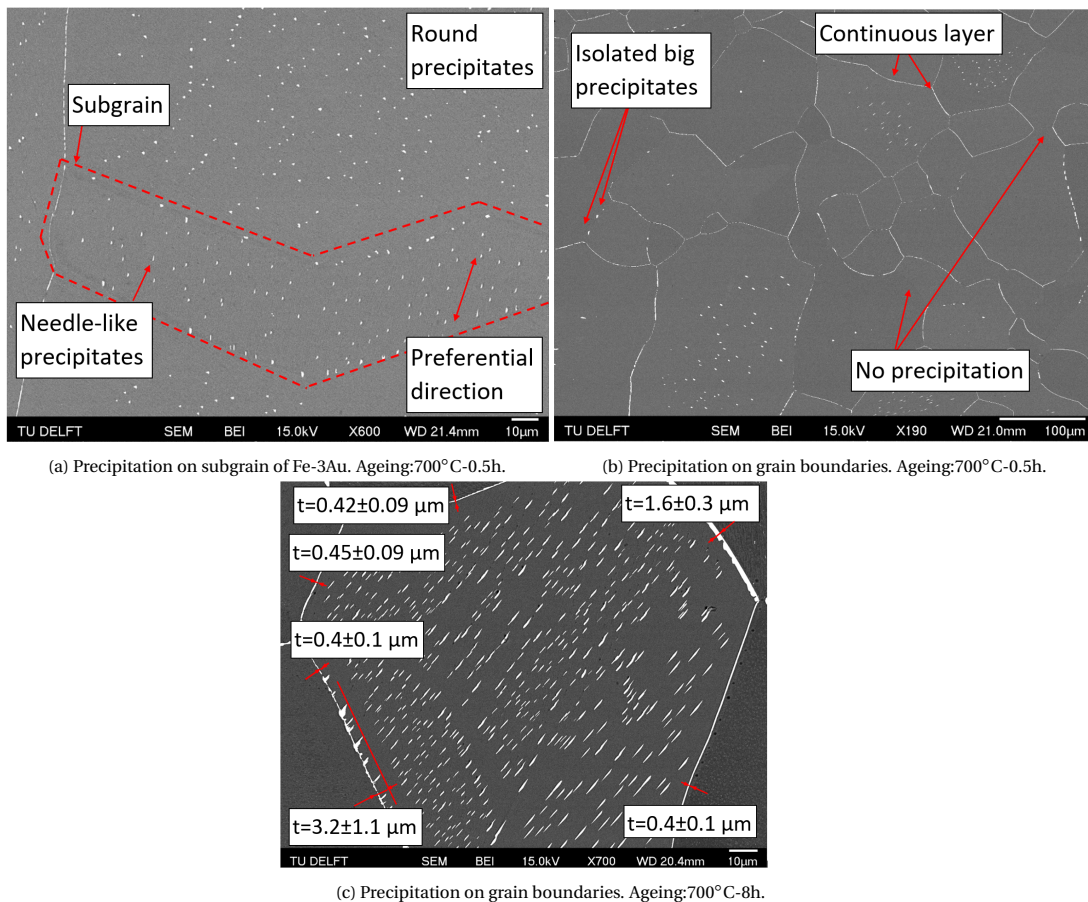 Round
precipitates
Subgrain
Needle-like
precipitates
Preferential
direction
TU DELFT SEM BEI 15.0kV X600 WD 21.4mm 10µm
(a) Precipitation on subgrain of Fe-3Au. Ageing:700°C-0.5h.
Isolated big
precipitates
Continuous layer
No precipitation
TU DELFT SEM BEI 15.0kV X190 WD 21.0mm 100µm
(b) Precipitation on grain boundaries. Ageing:700°C-0.5h.
t=0.42±0.09 µm
t=1.6±0.3 µm
t=0.45±0.09 µm
t=0.4±0.1 µm
t=3.2±1.1 µm
t=0.4±0.1 µm
TU DELFT SEM BEI 15.0kV X700 WD 20.4mm 10µm
(c) Precipitation on grain boundaries. Ageing:700°C-8h.